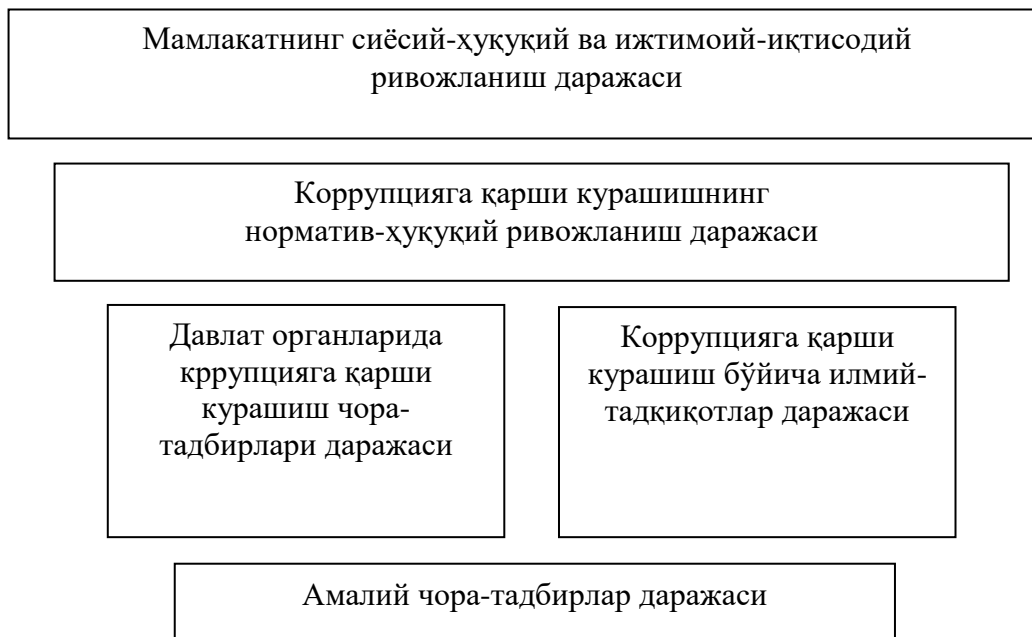 Мамлакатнинг сиёсий-ҳуқуқий ва ижтимоий-иқтисодий
ривожланиш даражаси
Коррупцияга қарши курашишнинг
норматив-ҳуқуқий ривожланиш даражаси
Давлат органларида
кррупцияга қарши
курашиш чора-
тадбирлари даражаси
Коррупцияга қарши
курашиш бўйича илмий-
тадқиқотлар даражаси
Амалий чора-тадбирлар даражаси